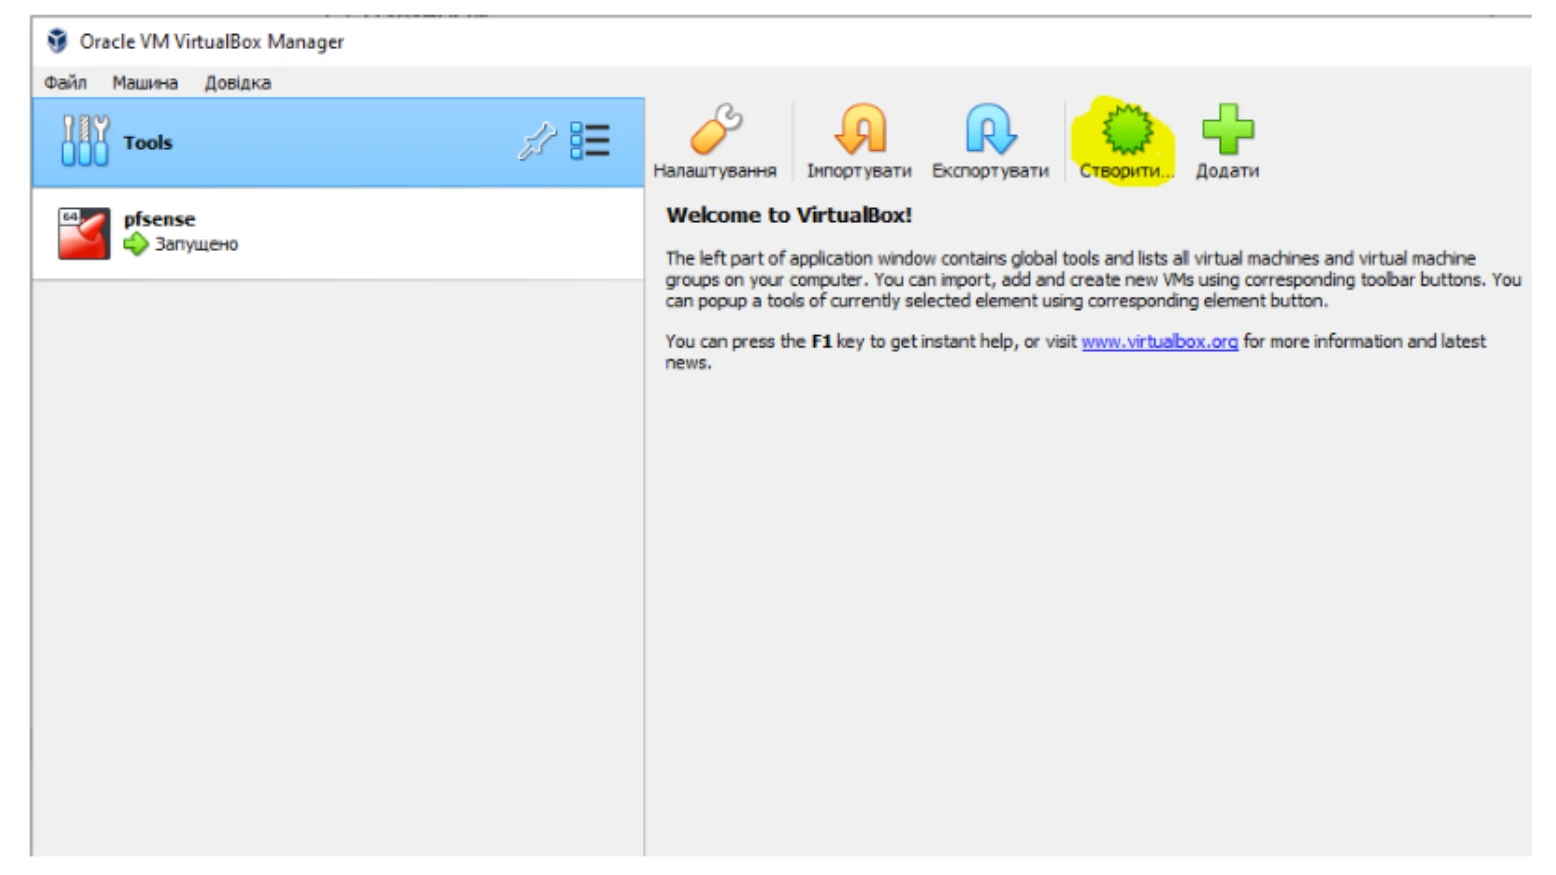 Oracle VM VirtualBox Manager
Файл Машина Довідка
Tools
Налаштування Імпортувати Експортувати Створити... Додати
64
pfsense
Запущено
Welcome to VirtualBox!
The left part of application window contains global tools and lists all virtual machines and virtual machine
groups on your computer. You can import, add and create new VMs using corresponding toolbar buttons. You
can popup a tools of currently selected element using corresponding element button.
You can press the F1 key to get instant help, or visit www.virtualbox.org for more information and latest
news.